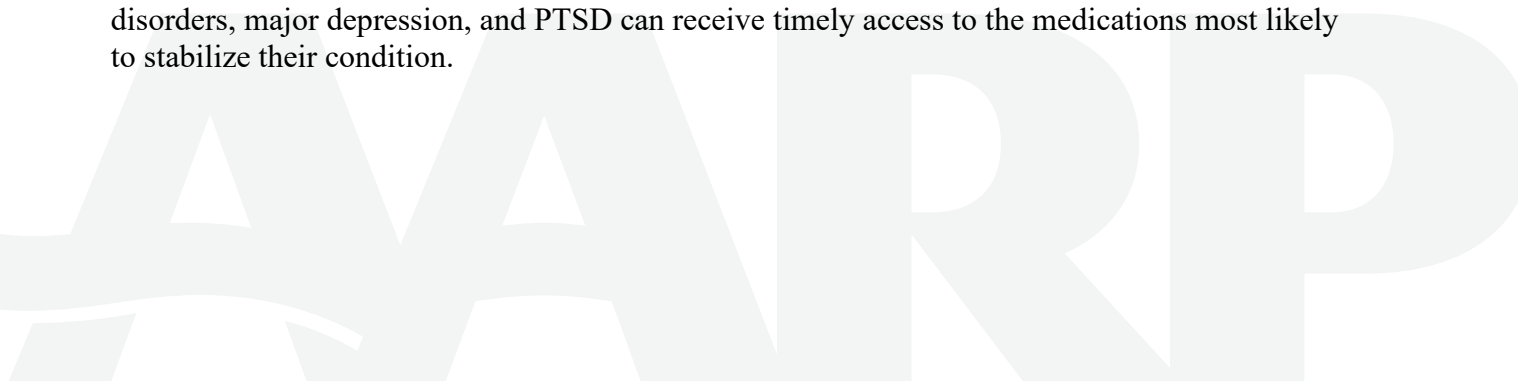 disorders, major depression, and PTSD can receive timely access to the medications most likely
to stabilize their condition.
AARP